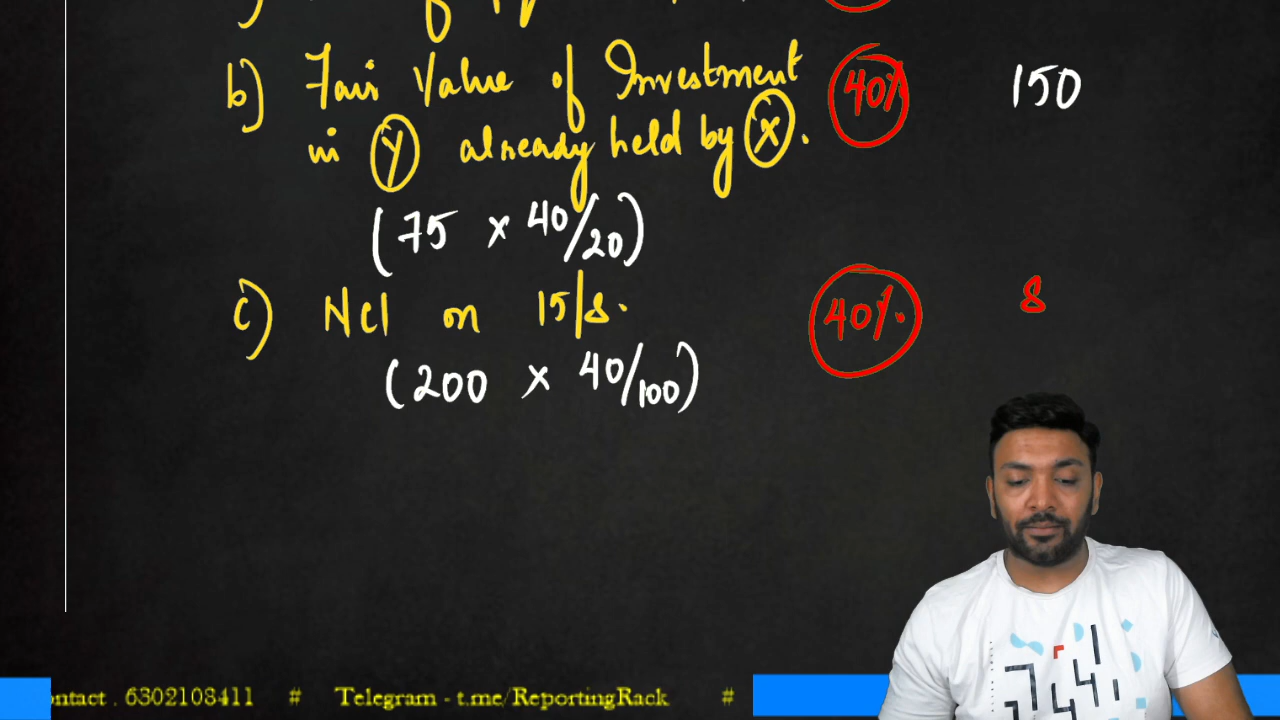 b) Fair Value of Investment 40% 150
in Y already held by X.
(75 x 40/20)
c) NCI on 15/8. 40%. 8
(200 x 40/100)
ontact . 6302108411 # Telegram - t.me/ReportingRack #